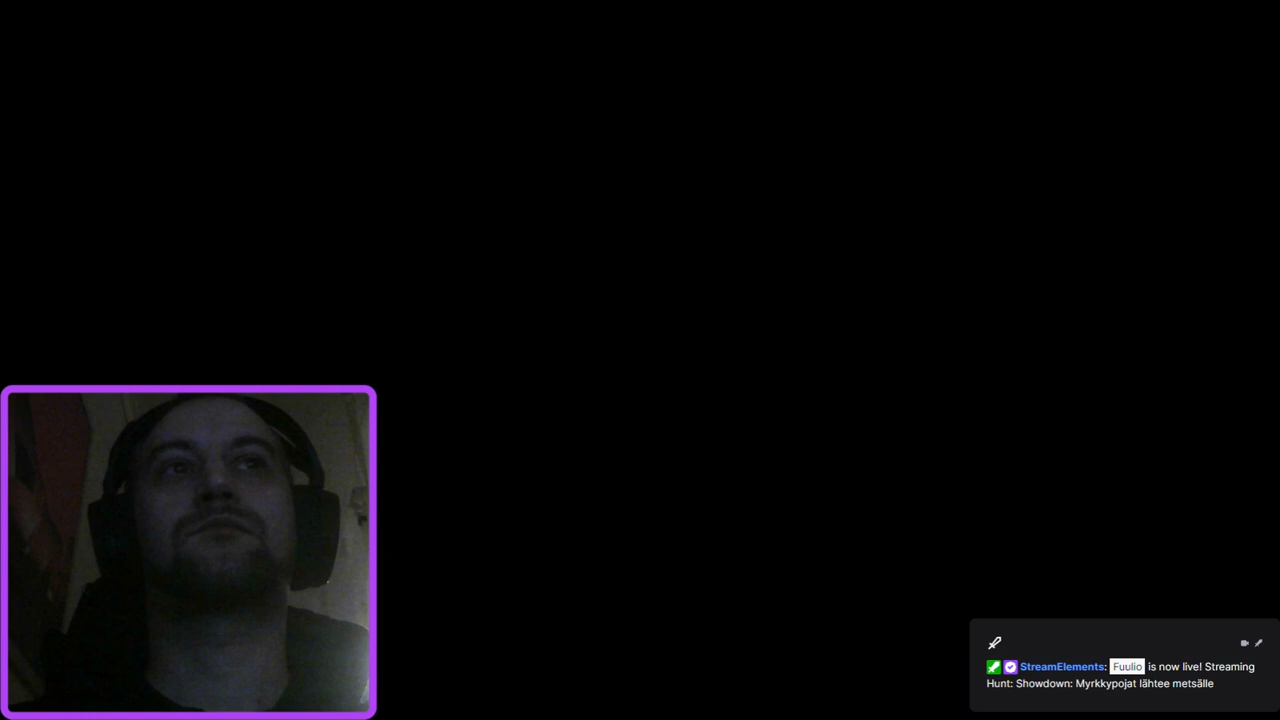 StreamElements: Fuulio is now live! Streaming
Hunt: Showdown: Myrkkypojat lähtee metsälle